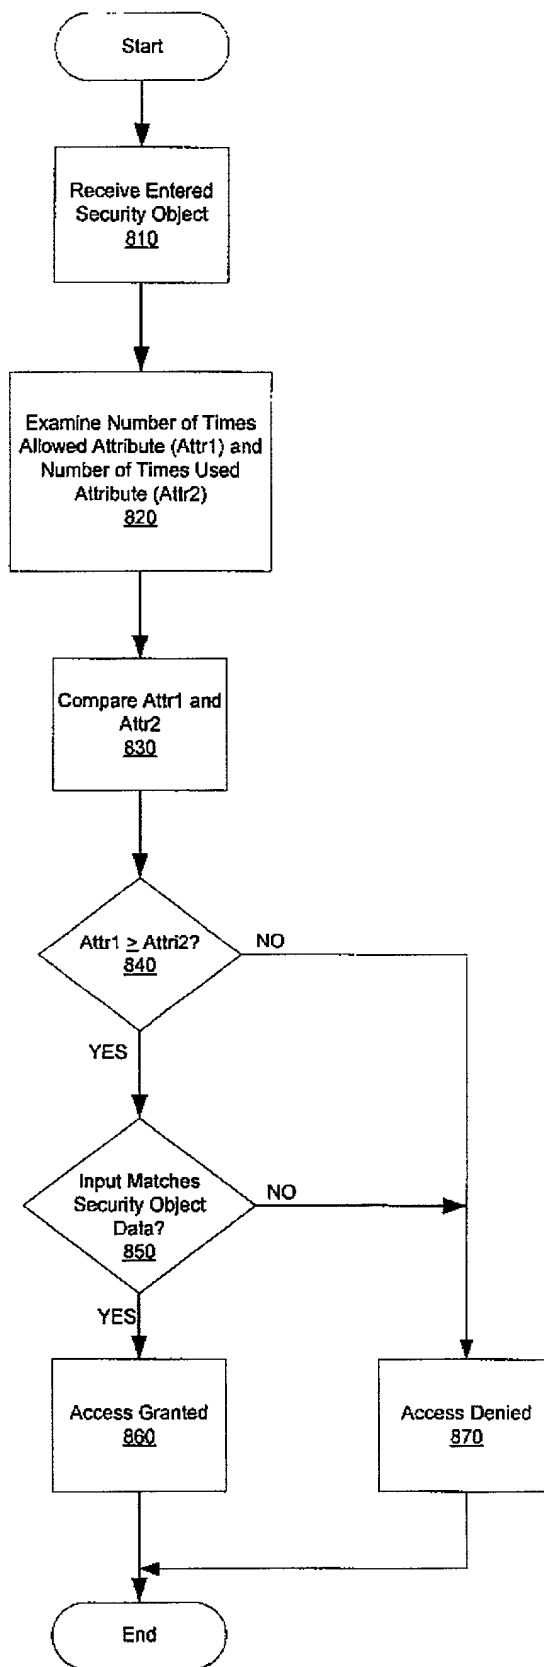 Start
Receive Entered
Security Object
810
Examine Number of Times
Allowed Attribute (Attr1) and
Number of Times Used
Attribute (Attr2)
820
Compare Attr1 and
Attr2
830
Attr1 ≥ Attri2?
840
NO
YES
Input Matches
Security Object
Data?
850
NO
YES
Access Granted
860
Access Denied
870
End